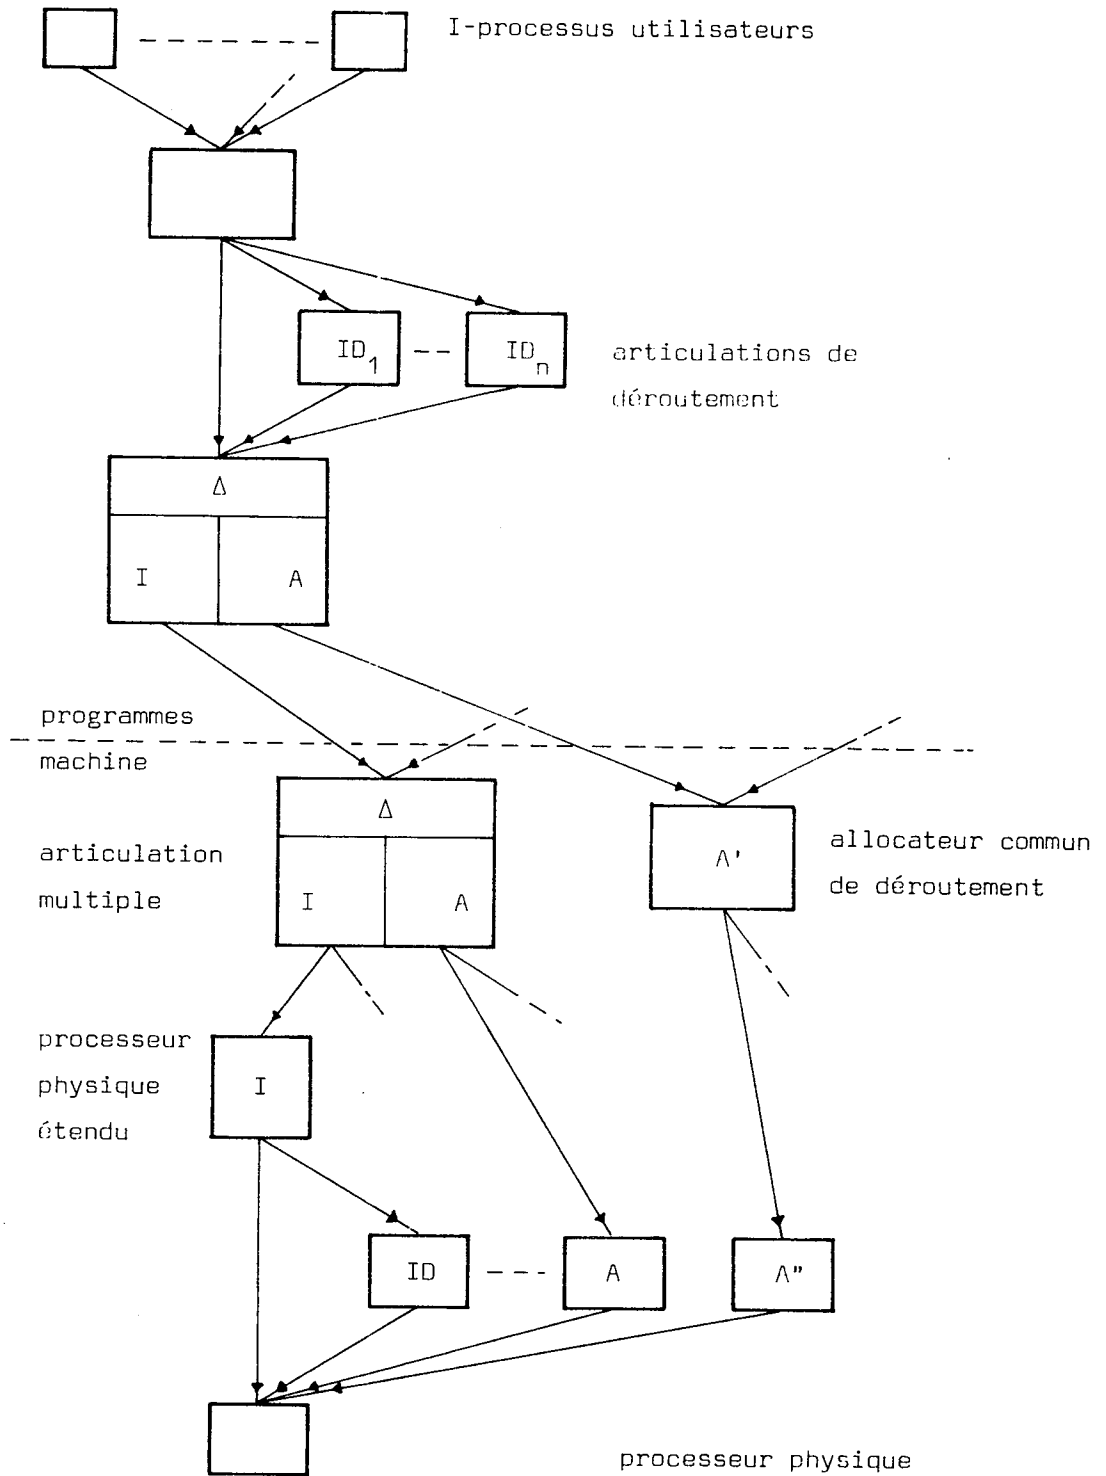 I-processus utilisateurs
ID₁
ID
n
articulations de
déroutement
Δ
I A
programmes
machine
Δ
articulation
multiple
I A
A'
allocateur commun
de déroutement
processeur
physique
étendu
I
ID A A"
processeur physique